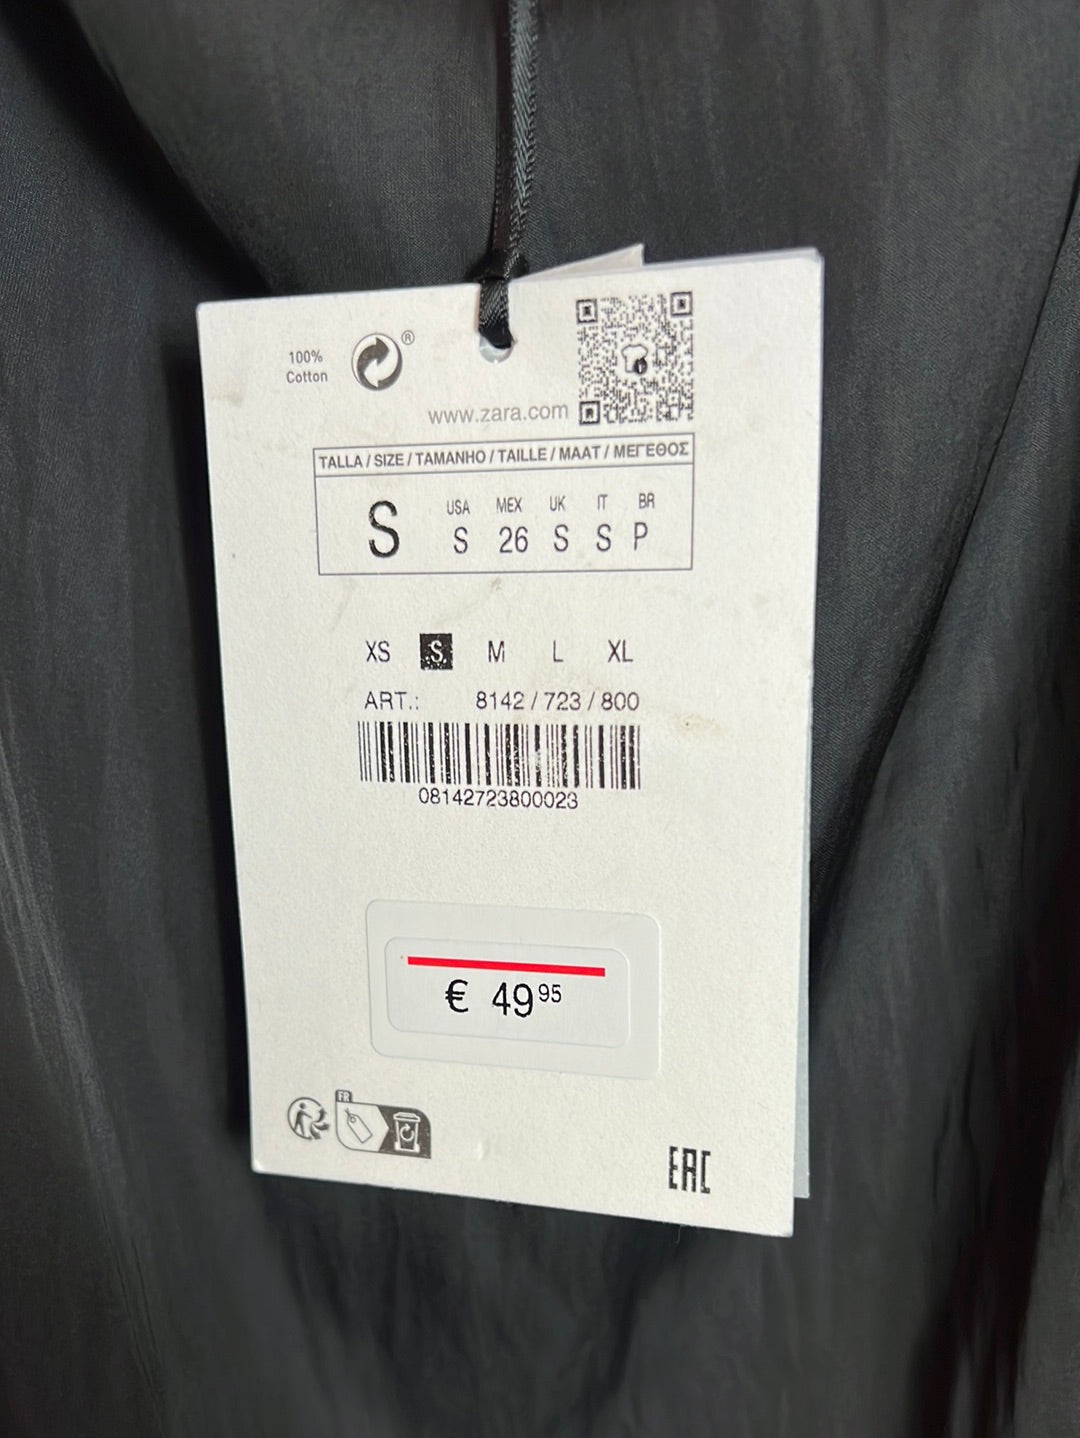 100%
Cotton
®
www.zara.com
TALLA / SIZE / TAMANHO / TAILLE / MAAT / ΜΕΓΕΘΟΣ
S
USA MEX UK IT BR
S 26 S S P
XS S M L XL
ART.: 8142 / 723 / 800
08142723800023
€ 49 95
FR
EAC